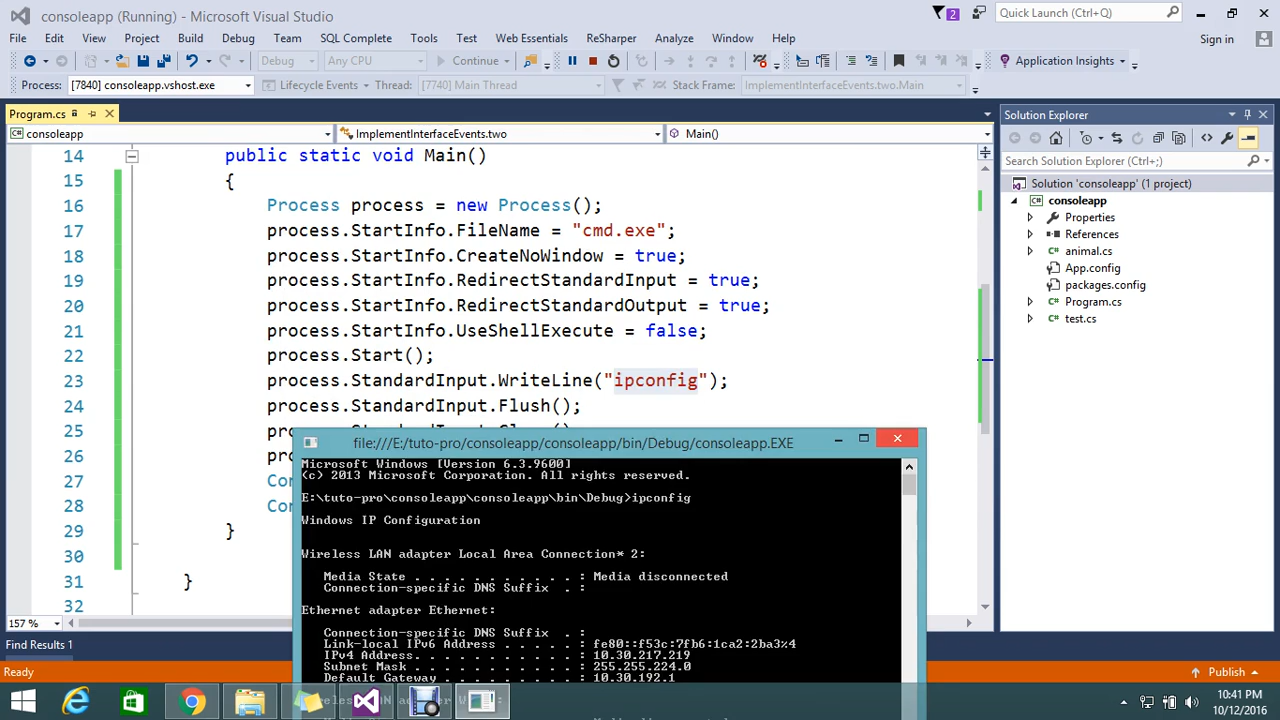 consoleapp (Running) - Microsoft Visual Studio
2
Quick Launch (Ctrl+Q)
File Edit View Project Build Debug Team SQL Complete Tools Test Web Essentials ReSharper Analyze Window Help
Sign in
Debug Any CPU Continue Application Insights
Process: [7840] consoleapp.vshost.exe Lifecycle Events Thread: [7740] Main Thread Stack Frame: ImplementInterfaceEvents.two.Main
Program.cs
consoleapp ImplementInterfaceEvents.two Main()
14 public static void Main()
15 {
16 Process process = new Process();
17 process.StartInfo.FileName = "cmd.exe";
18 process.StartInfo.CreateNoWindow = true;
19 process.StartInfo.RedirectStandardInput = true;
20 process.StartInfo.RedirectStandardOutput = true;
21 process.StartInfo.UseShellExecute = false;
22 process.Start();
23 process.StandardInput.WriteLine("ipconfig");
24 process.StandardInput.Flush();
25
26
27
28
29 }
30
31 }
32
157 %
Find Results 1
Ready
Publish
Solution Explorer
Search Solution Explorer (Ctrl+;)
Solution 'consoleapp' (1 project)
consoleapp
Properties
References
animal.cs
App.config
packages.config
Program.cs
test.cs
file:///E:/tuto-pro/consoleapp/consoleapp/bin/Debug/consoleapp.EXE
Microsoft Windows [Version 6.3.9600]
(c) 2013 Microsoft Corporation. All rights reserved.
E:\tuto-pro\consoleapp\consoleapp\bin\Debug>ipconfig
Windows IP Configuration
Wireless LAN adapter Local Area Connection* 2:
Media State . . . . . . . . . . . : Media disconnected
Connection-specific DNS Suffix . :
Ethernet adapter Ethernet:
Connection-specific DNS Suffix . :
Link-local IPv6 Address . . . . . : fe80::f53c:7fb6:1ca2:2ba3%4
IPv4 Address. . . . . . . . . . . : 10.30.217.219
Subnet Mask . . . . . . . . . . . : 255.255.224.0
Default Gateway . . . . . . . . . : 10.30.192.1
10:41 PM
10/12/2016